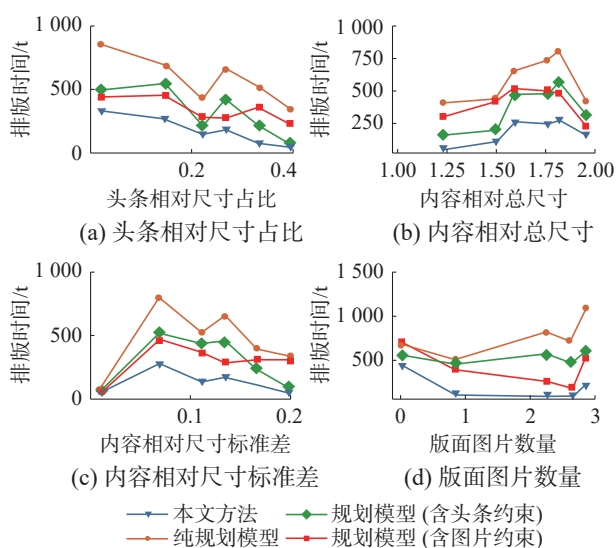 1 000
500
0
排版时间/t
0.2
0.4
头条相对尺寸占比
(a) 头条相对尺寸占比
1 000
750
500
250
排版时间/t
1.00
1.25
1.50
1.75
2.00
内容相对总尺寸
(b) 内容相对总尺寸
1 000
500
0
排版时间/t
0.1
0.2
内容相对尺寸标准差
(c) 内容相对尺寸标准差
1 500
1 000
500
排版时间/t
0
1
2
3
版面图片数量
(d) 版面图片数量
本文方法
规划模型 (含头条约束)
纯规划模型
规划模型 (含图片约束)